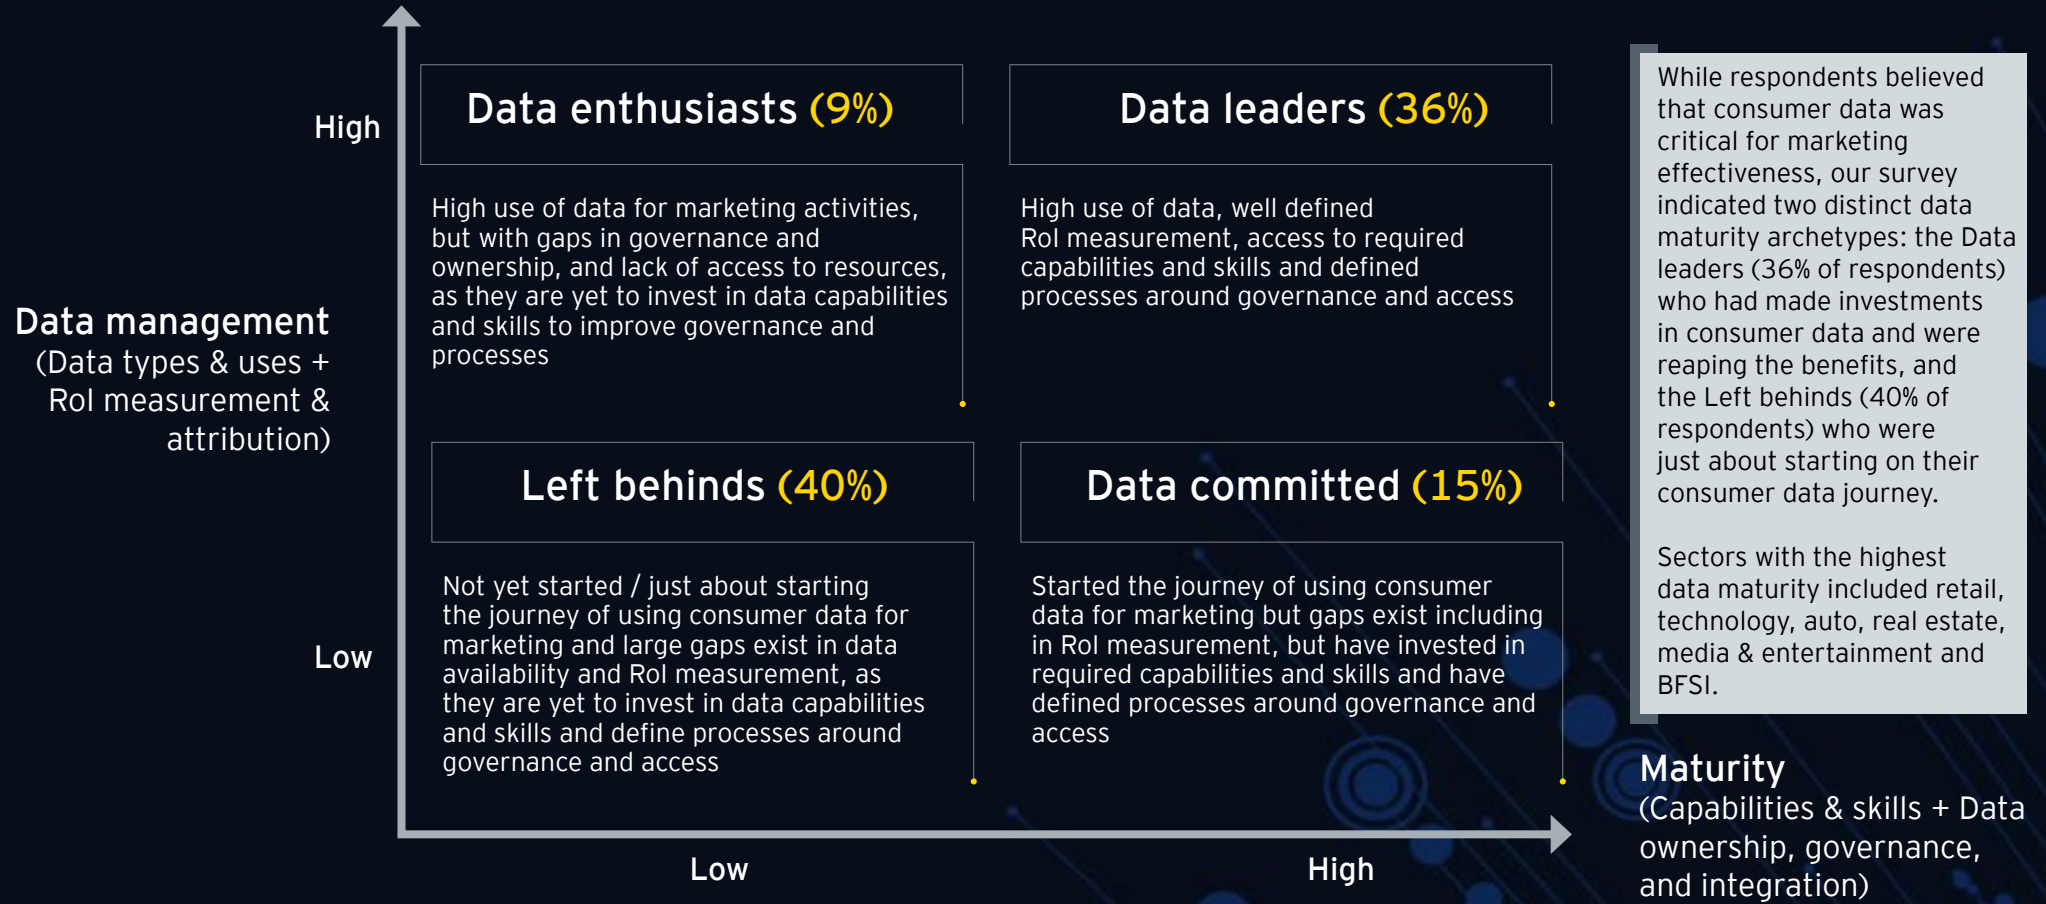 High
Data enthusiasts (9%)
High use of data for marketing activities,
but with gaps in governance and
ownership, and lack of access to resources,
as they are yet to invest in data capabilities
and skills to improve governance and
processes
Data leaders (36%)
High use of data, well defined
RoI measurement, access to required
capabilities and skills and defined
processes around governance and access
Data management
(Data types & uses +
RoI measurement &
attribution)
Low
Left behinds (40%)
Not yet started / just about starting
the journey of using consumer data for
marketing and large gaps exist in data
availability and RoI measurement, as
they are yet to invest in data capabilities
and skills and define processes around
governance and access
Data committed (15%)
Started the journey of using consumer
data for marketing but gaps exist including
in RoI measurement, but have invested in
required capabilities and skills and have
defined processes around governance and
access
Low
High
While respondents believed
that consumer data was
critical for marketing
effectiveness, our survey
indicated two distinct data
maturity archetypes: the Data
leaders (36% of respondents)
who had made investments
in consumer data and were
reaping the benefits, and
the Left behinds (40% of
respondents) who were
just about starting on their
consumer data journey.
Sectors with the highest
data maturity included retail,
technology, auto, real estate,
media & entertainment and
BFSI.
Maturity
(Capabilities & skills + Data
ownership, governance,
and integration)